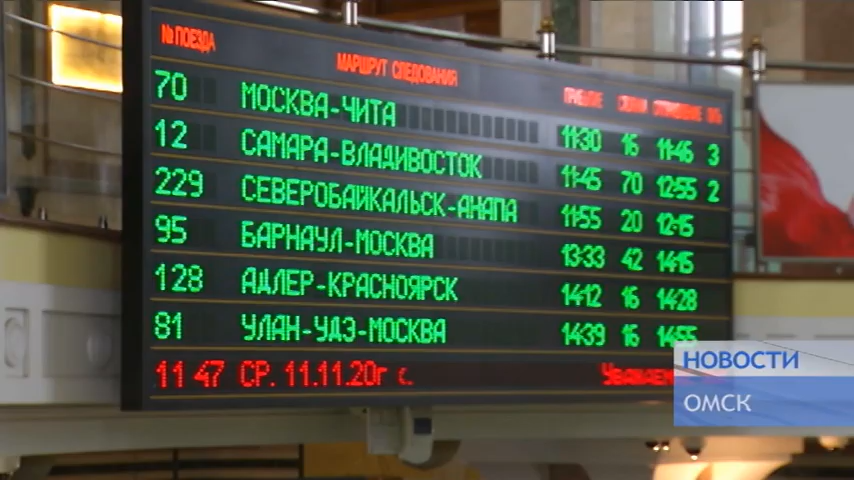 № ПОЕЗДА МАРШРУТ СЛЕДОВАНИЯ ПРИБЫТИЕ СТОЯНКА ОТПРАВЛЕНИЕ ПУТЬ
70 МОСКВА-ЧИТА 11:30 16 11:46 3
12 САМАРА-ВЛАДИВОСТОК 11:45 70 12:55 2
229 СЕВЕРОБАЙКАЛЬСК-АНАПА 11:55 20 12:15
95 БАРНАУЛ-МОСКВА 13:33 42 14:15
128 АДЛЕР-КРАСНОЯРСК 14:12 16 14:28
81 УЛАН-УДЭ-МОСКВА 14:39 16 14:55
11 47 СР. 11.11.20г с.
НОВОСТИ
ОМСК